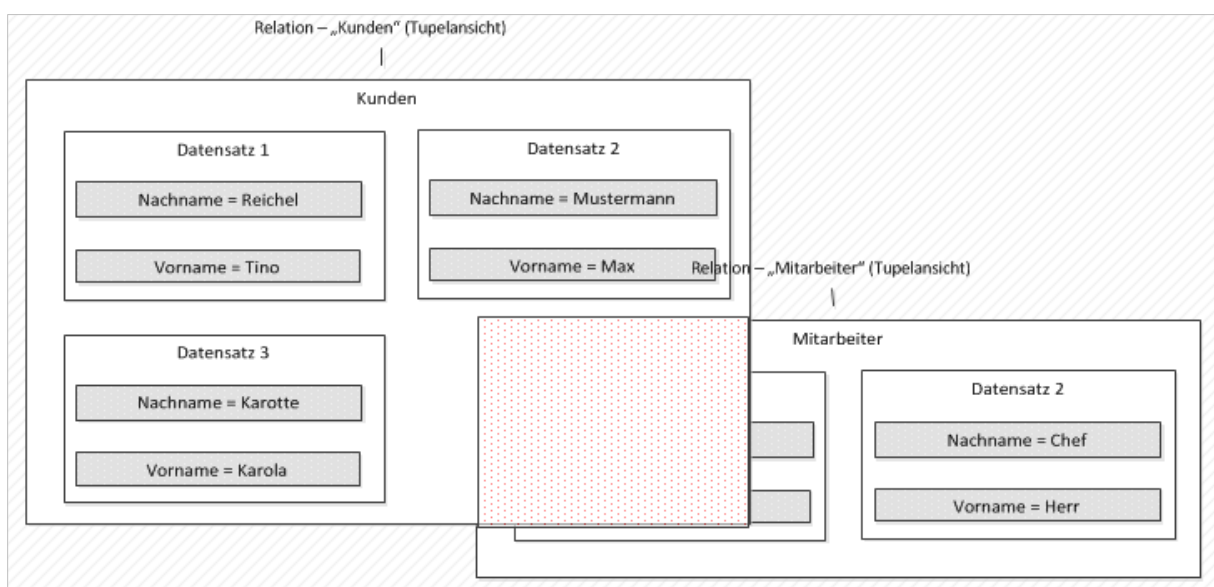 Relation – „Kunden“ (Tupelansicht)
Kunden
Datensatz 1
Nachname = Reichel
Vorname = Tino
Datensatz 2
Nachname = Mustermann
Vorname = Max
Datensatz 3
Nachname = Karotte
Vorname = Karola
Relation – „Mitarbeiter“ (Tupelansicht)
Mitarbeiter
Datensatz 2
Nachname = Chef
Vorname = Herr